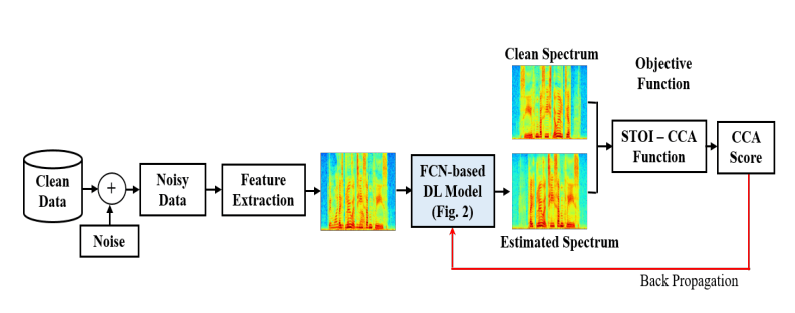 Clean Spectrum
Objective
Function
STOI – CCA
Function
CCA
Score
Clean
Data
+
Noise
Noisy
Data
Feature
Extraction
FCN-based
DL Model
(Fig. 2)
Estimated Spectrum
Back Propagation